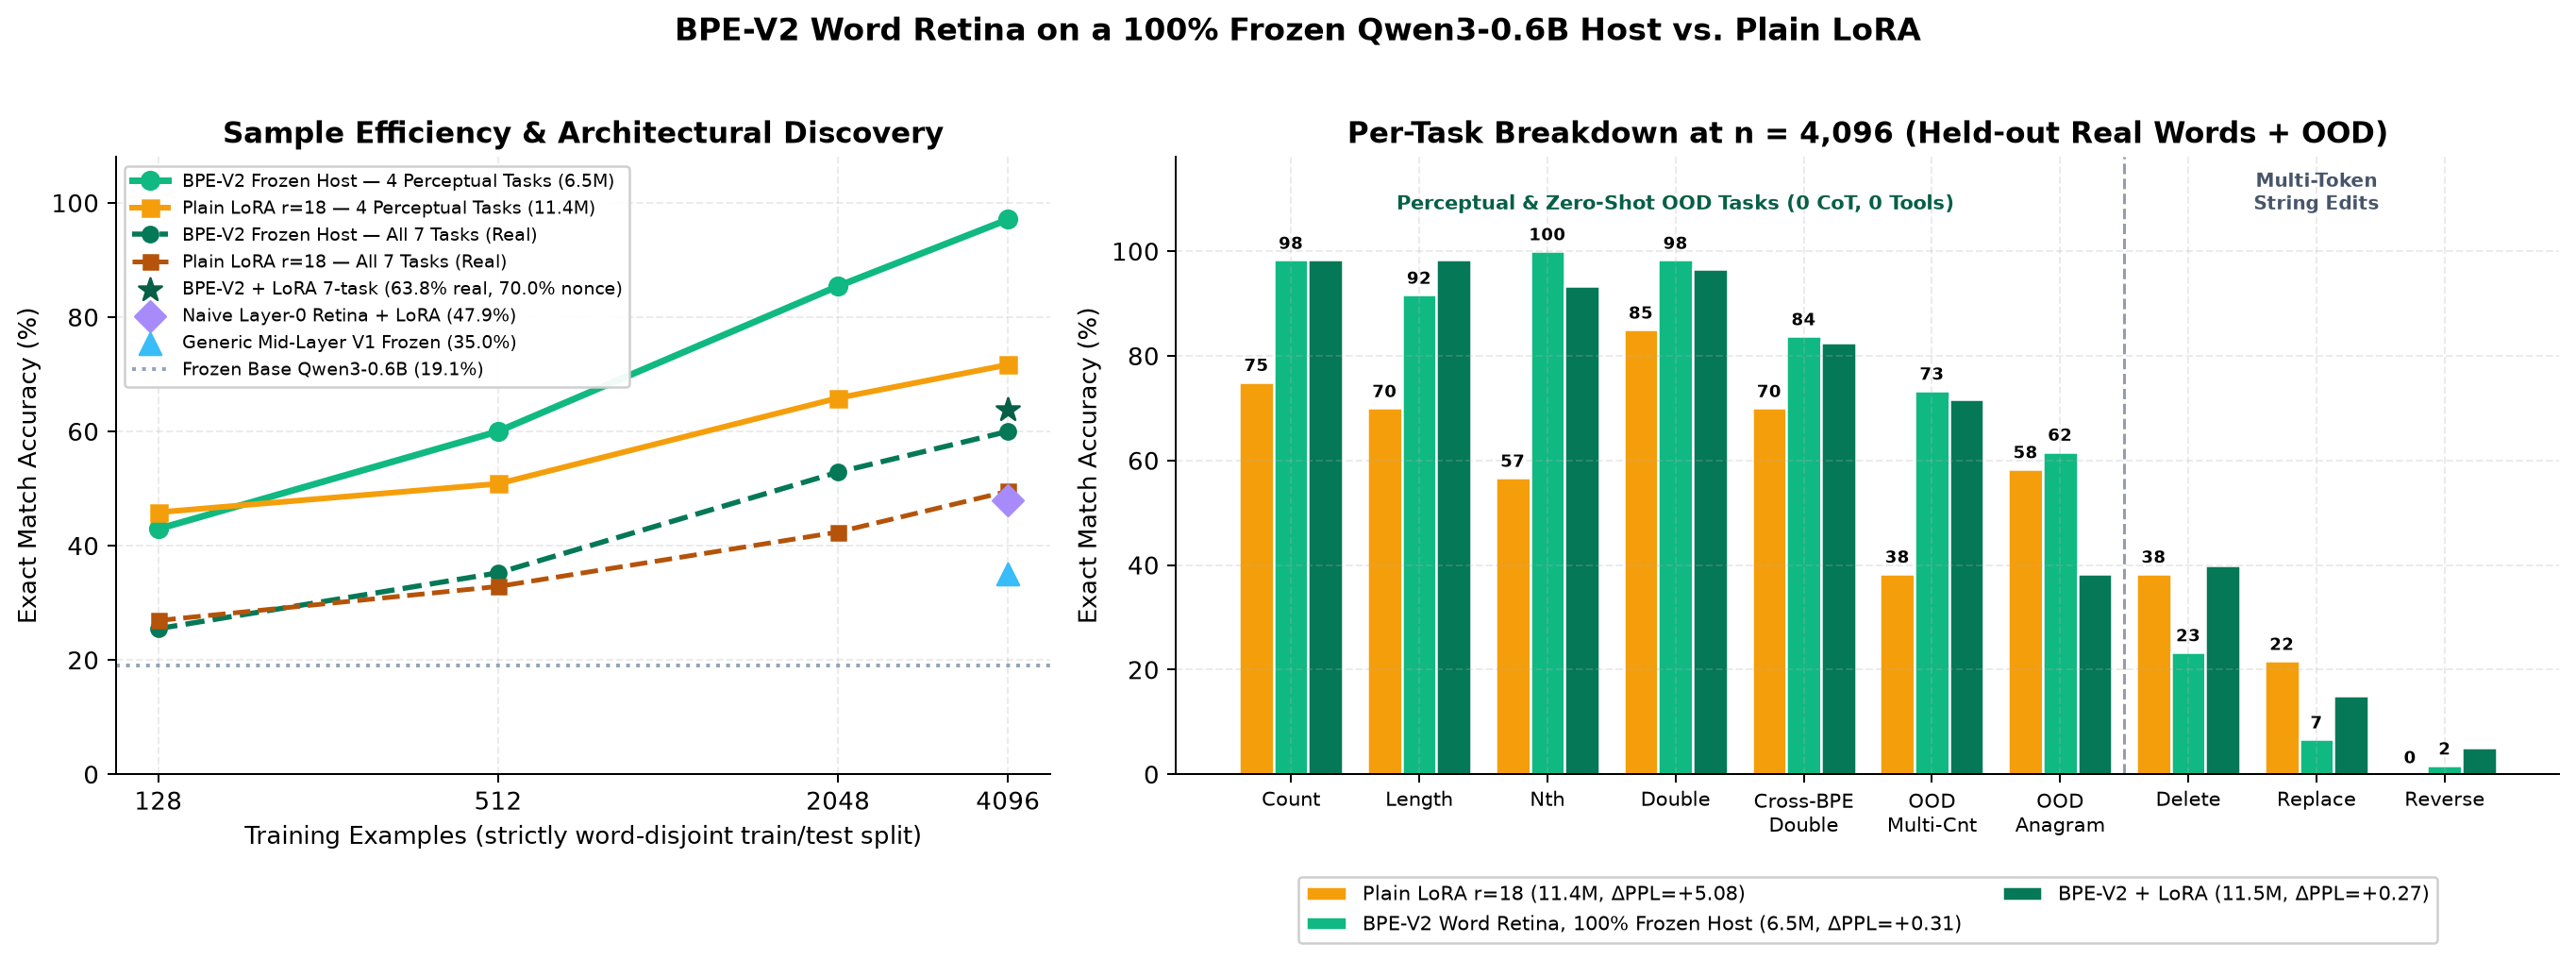 BPE-V2 Word Retina on a 100% Frozen Qwen3-0.6B Host vs. Plain LoRA
Sample Efficiency & Architectural Discovery
BPE-V2 Frozen Host — 4 Perceptual Tasks (6.5M)
Plain LoRA r=18 — 4 Perceptual Tasks (11.4M)
BPE-V2 Frozen Host — All 7 Tasks (Real)
Plain LoRA r=18 — All 7 Tasks (Real)
BPE-V2 + LoRA 7-task (63.8% real, 70.0% nonce)
Naive Layer-0 Retina + LoRA (47.9%)
Generic Mid-Layer V1 Frozen (35.0%)
Frozen Base Qwen3-0.6B (19.1%)
Exact Match Accuracy (%)
100
80
60
40
20
0
128
512
2048
4096
Training Examples (strictly word-disjoint train/test split)
Per-Task Breakdown at n = 4,096 (Held-out Real Words + OOD)
Perceptual & Zero-Shot OOD Tasks (0 CoT, 0 Tools)
Multi-Token
String Edits
Exact Match Accuracy (%)
100
80
60
40
20
0
75
98
70
92
57
100
85
98
70
84
38
73
58
62
38
23
22
7
0
2
Count
Length
Nth
Double
Cross-BPE
Double
OOD
Multi-Cnt
OOD
Anagram
Delete
Replace
Reverse
Plain LoRA r=18 (11.4M, ΔPPL=+5.08)
BPE-V2 Word Retina, 100% Frozen Host (6.5M, ΔPPL=+0.31)
BPE-V2 + LoRA (11.5M, ΔPPL=+0.27)